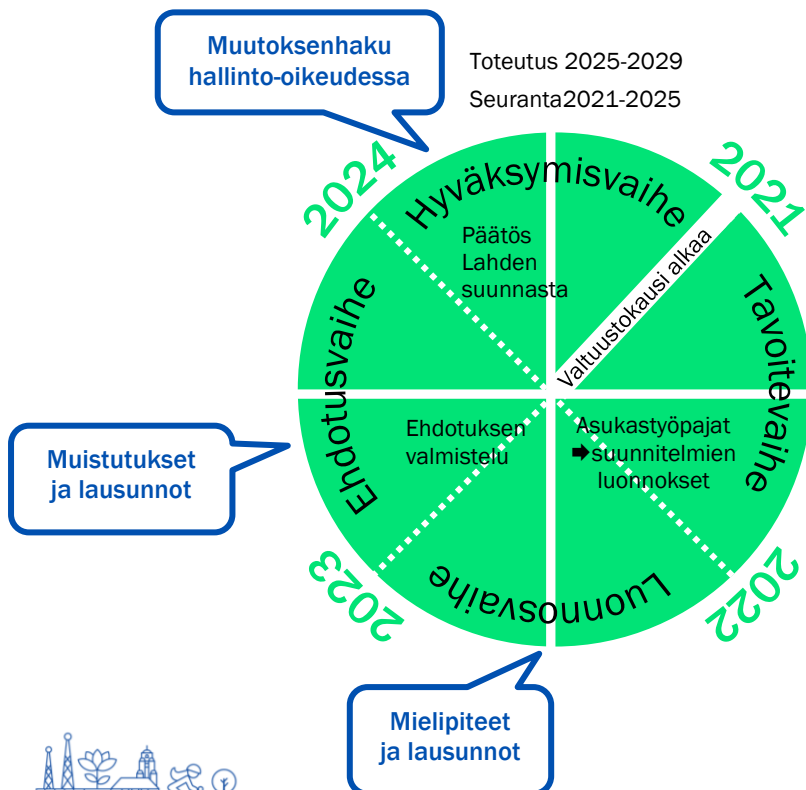 Muutoksenhaku
hallinto-oikeudessa
Toteutus 2025-2029
Seuranta2021-2025
2024
Hyväksymisvaihe
2021
Päätös
Lahden
suunnasta
Valtuustokausi alkaa
Tavoitevaihe
Ehdotusvaihe
Ehdotuksen
valmistelu
Asukastyöpajat
➡suunnitelmien
luonnokset
Muistutukset
ja lausunnot
2023
Luonnosvaihe
2022
Mielipiteet
ja lausunnot